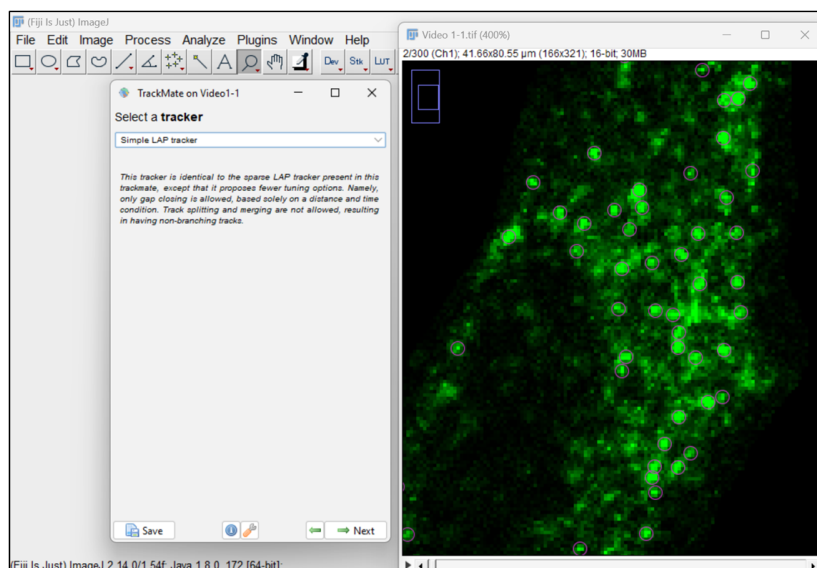 (Fiji Is Just) ImageJ
File Edit Image Process Analyze Plugins Window Help
Dev Stk LUT
TrackMate on Video1-1
Select a tracker
Simple LAP tracker
This tracker is identical to the sparse LAP tracker present in this
trackmate, except that it proposes fewer tuning options. Namely,
only gap closing is allowed, based solely on a distance and time
condition. Track splitting and merging are not allowed, resulting
in having non-branching tracks.
Save
Next
(Fiji Is Just) ImageJ 2.14.0/1.54f; Java 1.8.0_172 [64-bit];
Video 1-1.tif (400%)
2/300 (Ch1); 41.66x80.55 µm (166x321); 16-bit; 30MB